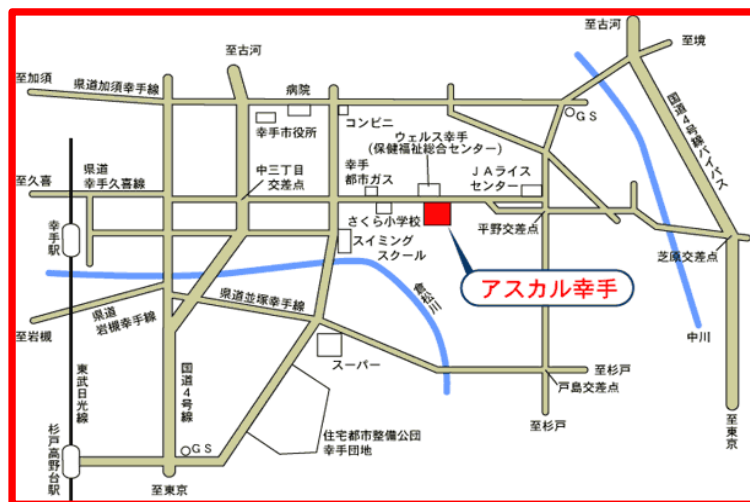 至古河
至古河
至境
至加須
県道加須幸手線
病院
国道4号線バイパス
GS
コンビニ
幸手市役所
ウェルス幸手
(保健福祉総合センター)
中三丁目
交差点
幸手
都市ガス
JAライス
センター
至久喜
県道
幸手久喜線
さくら小学校
平野交差点
幸手駅
スイミング
スクール
芝原交差点
アスカル幸手
倉松川
県道並塚幸手線
県道
岩槻幸手線
至岩槻
中川
スーパー
至杉戸
戸島交差点
東武日光線
国道4号線
至杉戸
至東京
住宅都市整備公団
幸手団地
GS
杉戸高野台駅
至東京